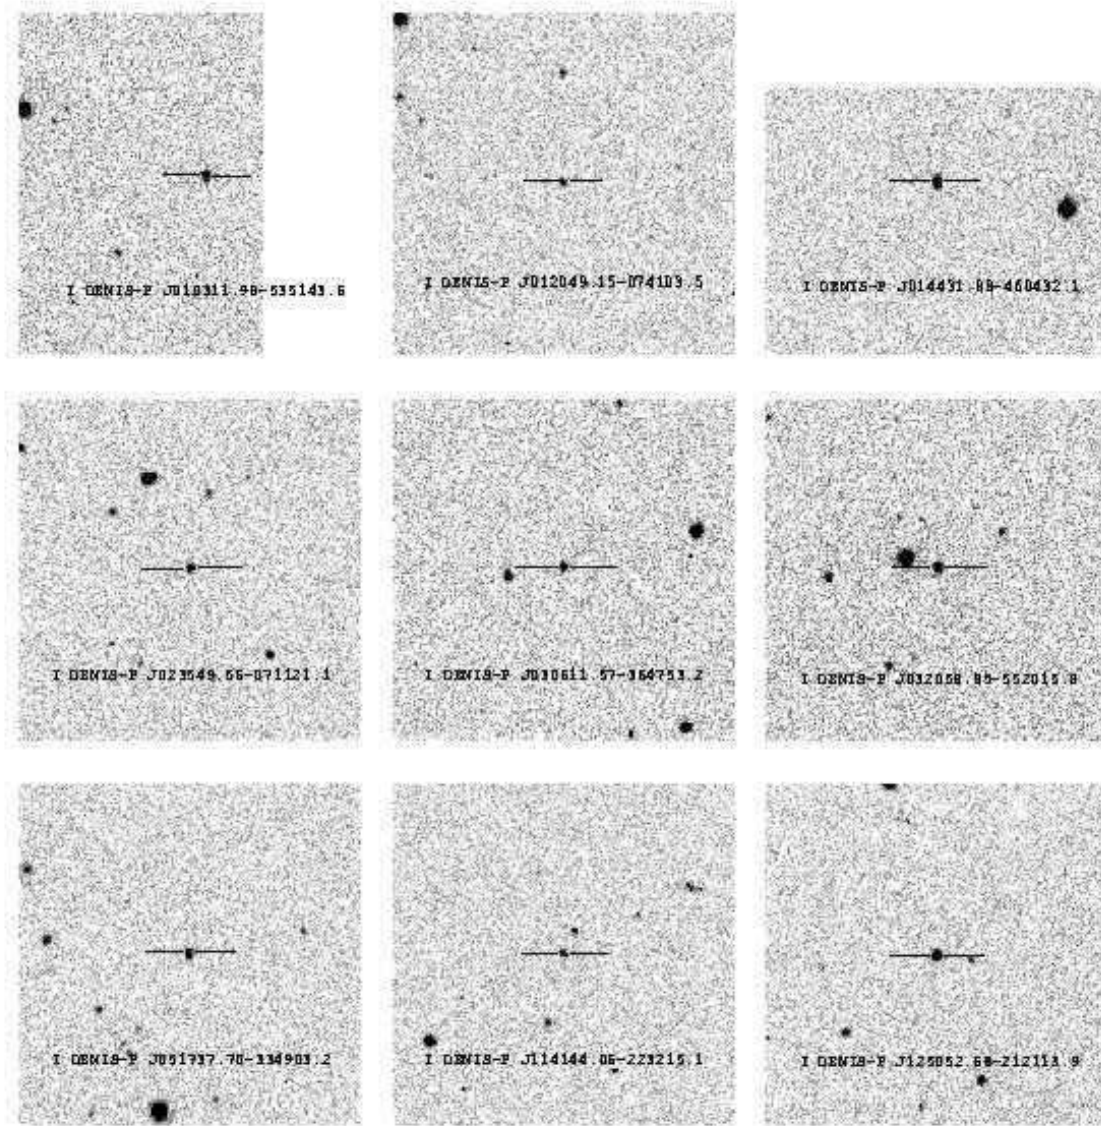 I DENIS-P J010311.98-535143.6
I DENIS-P J012049.15-074103.5
I DENIS-P J014431.88-460432.1
I DENIS-P J023549.56-071121.1
I DENIS-P J030611.57-364753.2
I DENIS-P J032058.85-552015.8
I DENIS-P J051737.70-334903.2
I DENIS-P J114144.06-223215.1
I DENIS-P J125052.68-212113.9